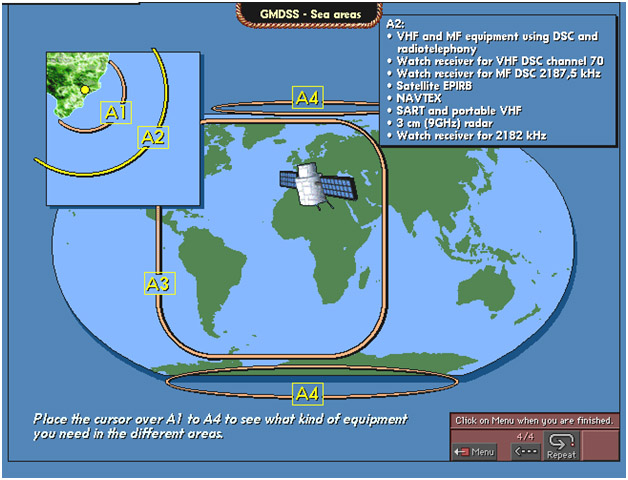 GMDSS - Sea areas
A2:
• VHF and MF equipment using DSC and
radiotelephony
• Watch receiver for VHF DSC channel 70
• Watch receiver for MF DSC 2187,5 kHz
• Satellite EPIRB
• NAVTEX
• SART and portable VHF
• 3 cm (9GHz) radar
• Watch receiver for 2182 kHz
A4
A1
A2
A3
A4
Place the cursor over A1 to A4 to see what kind of equipment
you need in the different areas.
Click on Menu when you are finished.
4/4
Menu
<---
Repeat